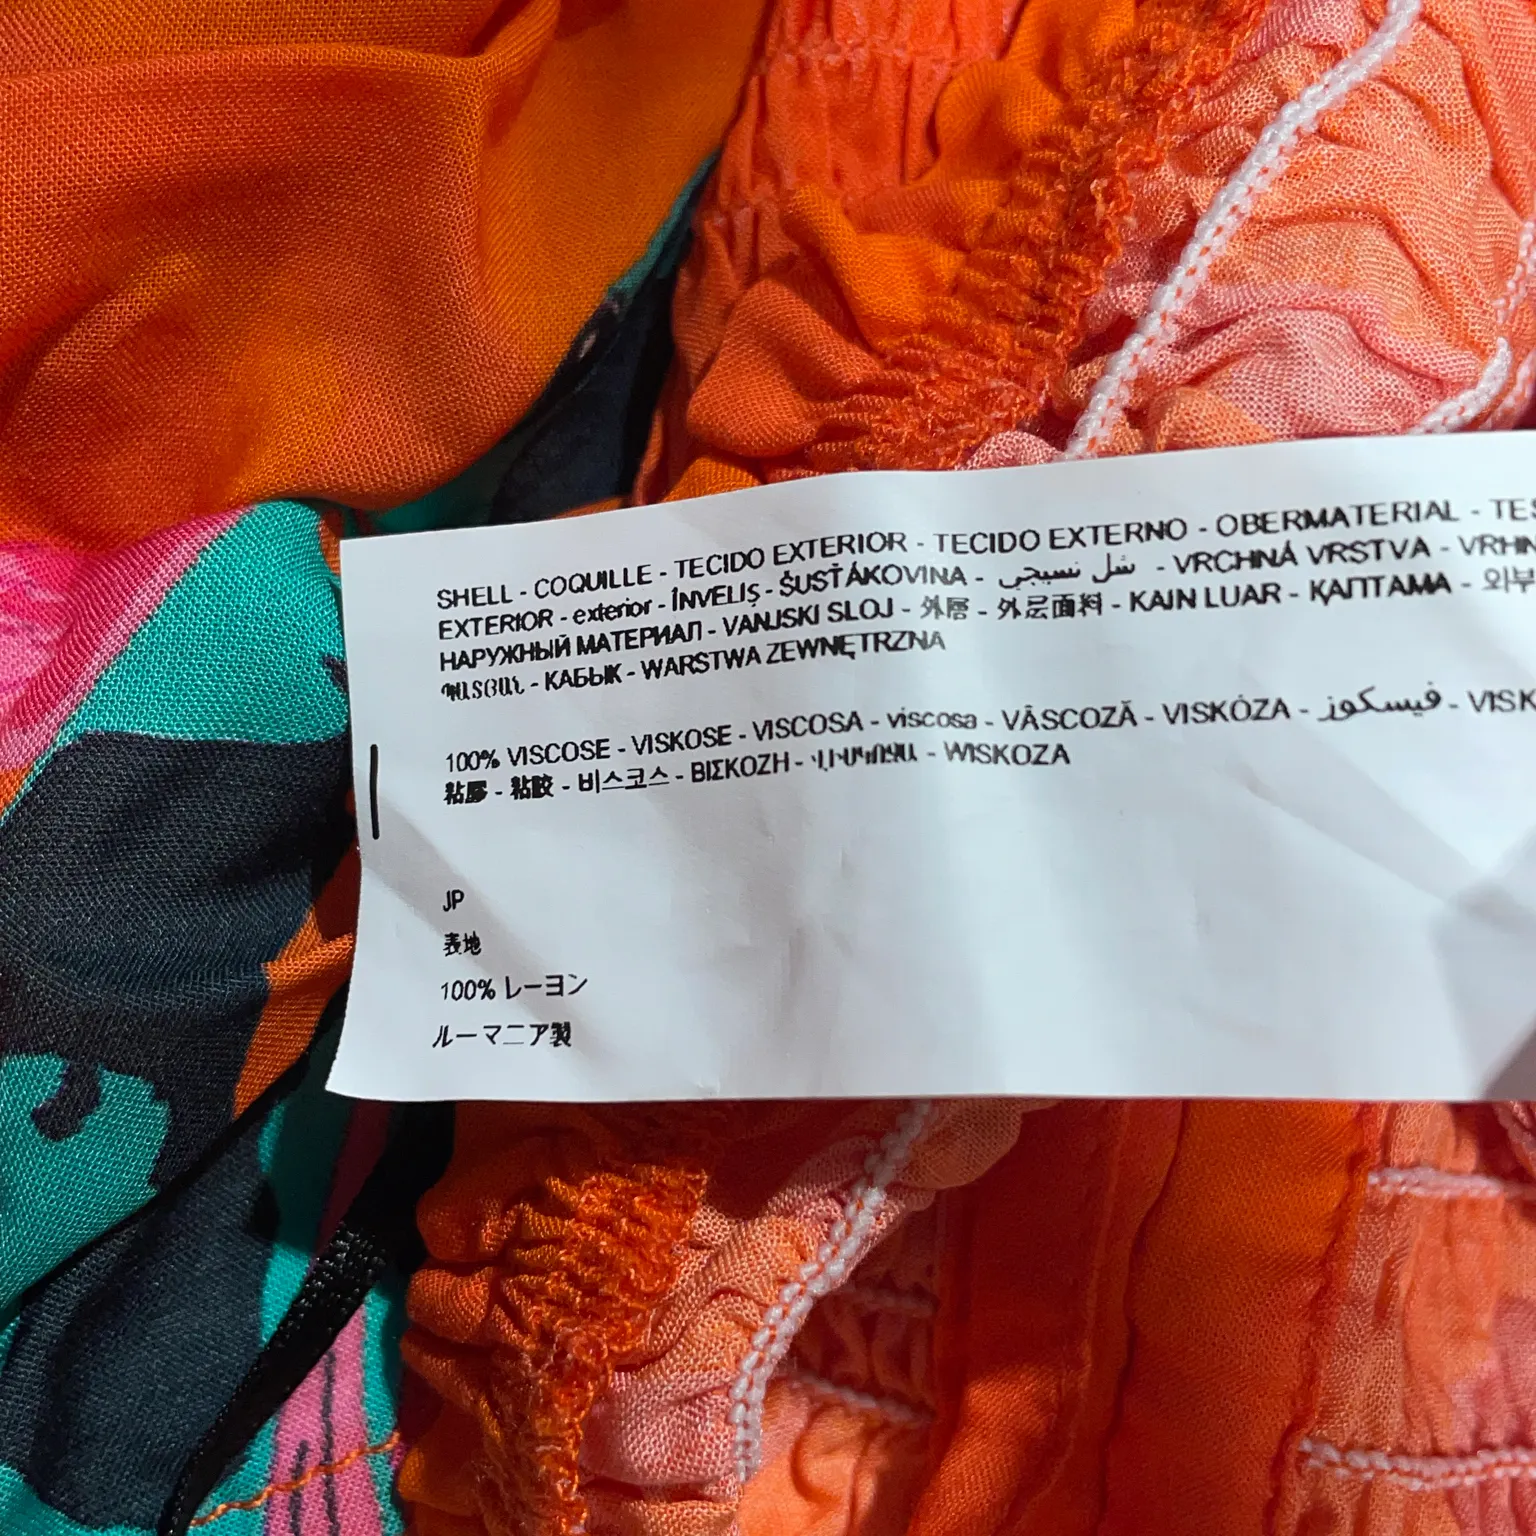 SHELL - COQUILLE - TECIDO EXTERIOR - TECIDO EXTERNO - OBERMATERIAL -
EXTERIOR - exterior - ÎNVELIŞ - ŠUSŤÁKOVINA - شل نسيجي - VRCHNÁ VRSTVA -
НАРУЖНЫЙ МАТЕРИАЛ - VANJSKI SLOJ - 外層 - 外层面料 - KAIN LUAR - ҚАПТАМА - 외부
КАБЫК - WARSTWA ZEWNĘTRZNA
100% VISCOSE - VISKOSE - VISCOSA - viscosa - VÂSCOZĂ - VISKÓZA - فيسكوز -
粘膠 - 粘胶 - 비스코스 - ΒΙΣΚΟΖΗ - - WISKOZA
JP
表地
100% レーヨン
ルーマニア製